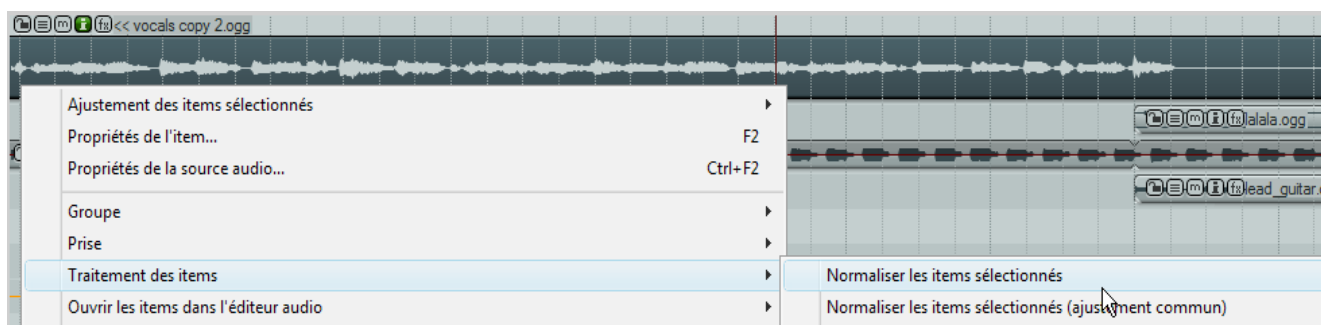 << vocals copy 2.ogg
Ajustement des items sélectionnés
Propriétés de l'item... F2
lalala.ogg
Propriétés de la source audio... Ctrl+F2
lead_guitar.
Groupe
Prise
Traitement des items
Normaliser les items sélectionnés
Ouvrir les items dans l'éditeur audio
Normaliser les items sélectionnés (ajustement commun)